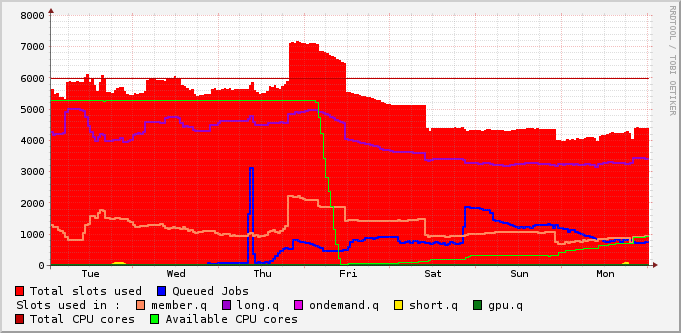 8000
7000
6000
5000
4000
3000
2000
1000
0
Tue Wed Thu Fri Sat Sun Mon
RRDTOOL / TOBI OETIKER
Total slots used Queued Jobs
Slots used in : member.q long.q ondemand.q short.q gpu.q
Total CPU cores Available CPU cores